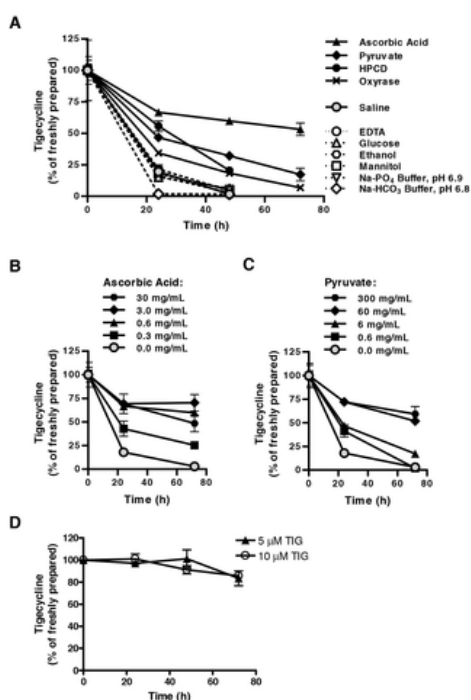 A
Tigecycline
(% of freshly prepared)
125
100
75
50
25
0
0 20 40 60 80
Time (h)
Ascorbic Acid
Pyruvate
HPCD
Oxyrase
Saline
EDTA
Glucose
Ethanol
Mannitol
Na-PO₄ Buffer, pH 6.9
Na-HCO₃ Buffer, pH 6.8
B
Ascorbic Acid:
30 mg/mL
3.0 mg/mL
0.6 mg/mL
0.3 mg/mL
0.0 mg/mL
Tigecycline
(% of freshly prepared)
125
100
75
50
25
0
0 20 40 60 80
Time (h)
C
Pyruvate:
300 mg/mL
60 mg/mL
6 mg/mL
0.6 mg/mL
0.0 mg/mL
Tigecycline
(% of freshly prepared)
125
100
75
50
25
0
0 20 40 60 80
Time (h)
D
Tigecycline
(% of freshly prepared)
120
100
80
60
40
20
0
0 20 40 60 80
Time (h)
5 µM TIG
10 µM TIG